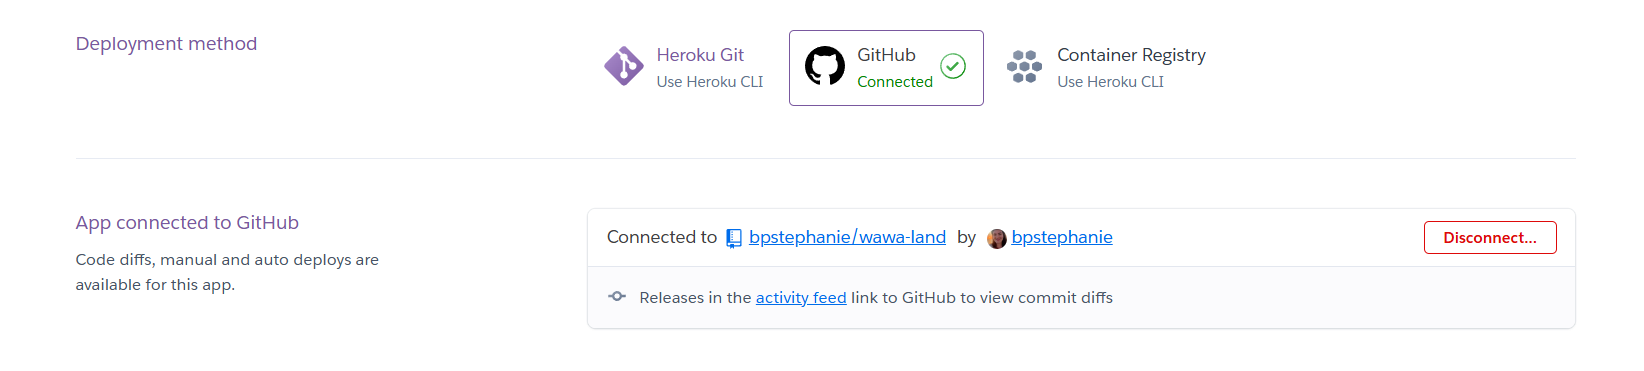 Deployment method
Heroku Git
Use Heroku CLI
GitHub
Connected
Container Registry
Use Heroku CLI
App connected to GitHub
Code diffs, manual and auto deploys are
available for this app.
Connected to bpstephanie/wawa-land by bpstephanie
Disconnect...
Releases in the activity feed link to GitHub to view commit diffs